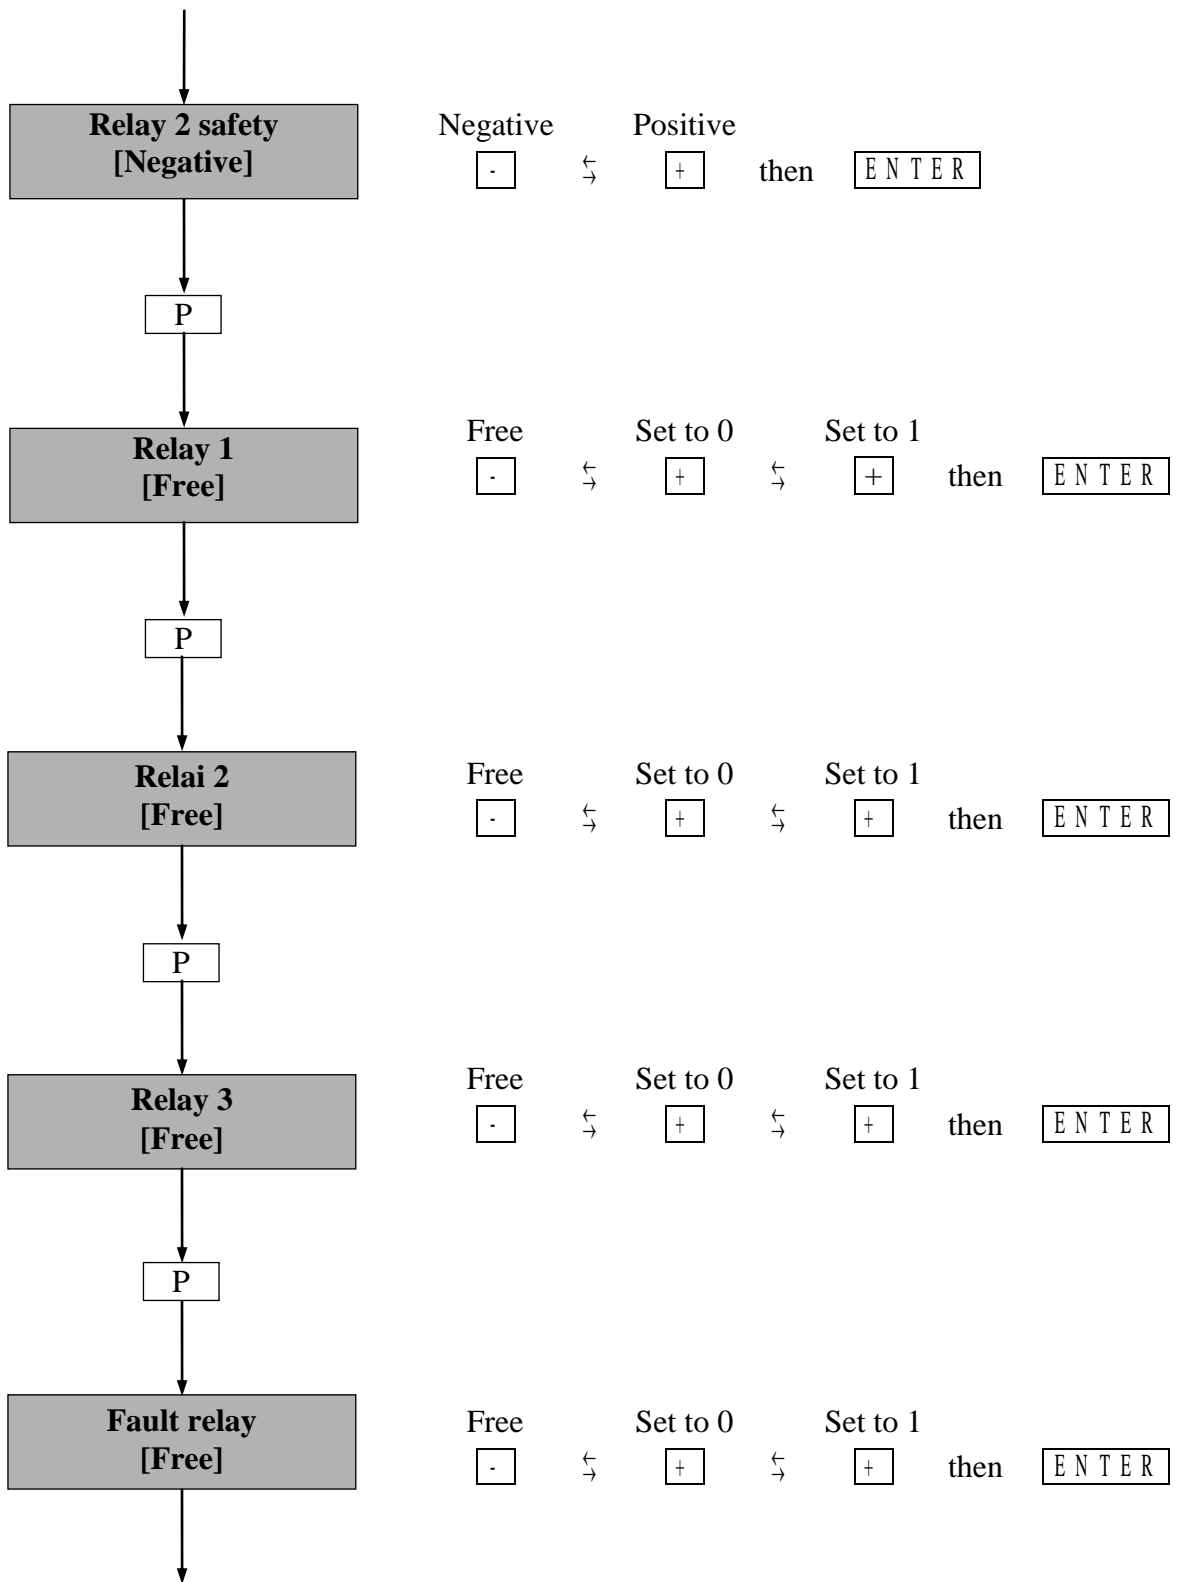 Relay 2 safety
[Negative]
Negative Positive
- ← → + then ENTER
P
Relay 1
[Free]
Free Set to 0 Set to 1
- ← → + ← → + then ENTER
P
Relai 2
[Free]
Free Set to 0 Set to 1
- ← → + ← → + then ENTER
P
Relay 3
[Free]
Free Set to 0 Set to 1
- ← → + ← → + then ENTER
P
Fault relay
[Free]
Free Set to 0 Set to 1
- ← → + ← → + then ENTER